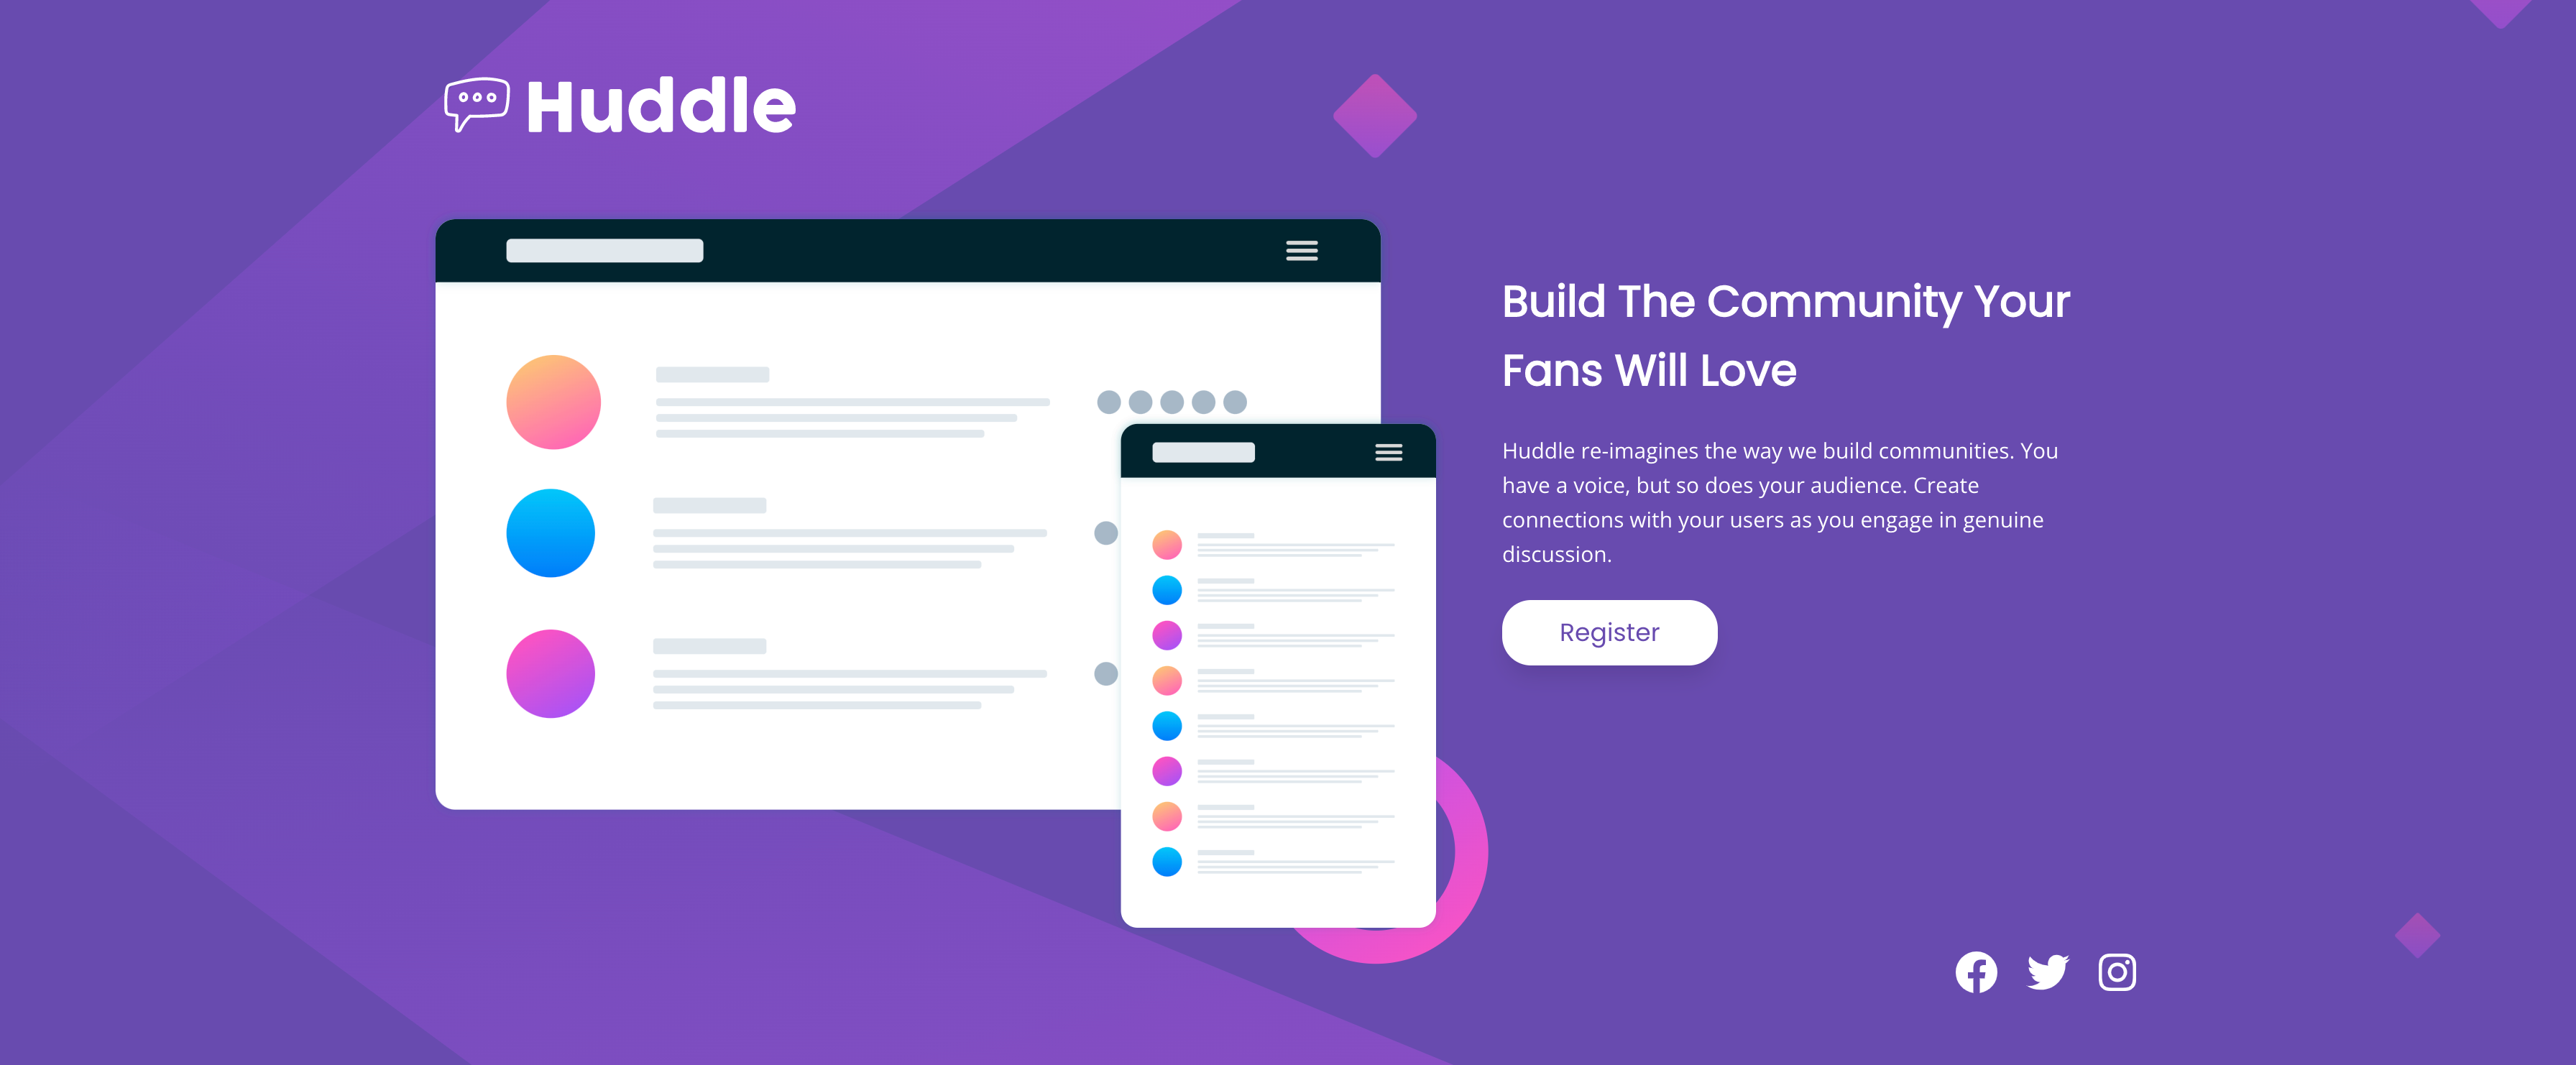 Huddle
Build The Community Your
Fans Will Love
Huddle re-imagines the way we build communities. You
have a voice, but so does your audience. Create
connections with your users as you engage in genuine
discussion.
Register